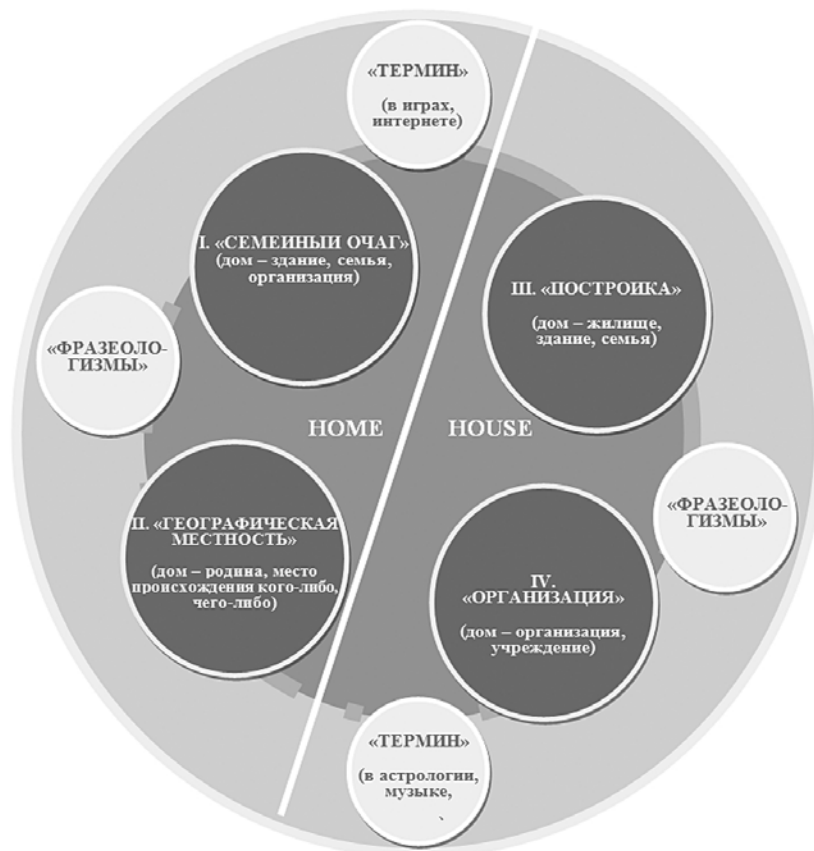 «ТЕРМИН»
(в играх,
интернете)
I. «СЕМЕЙНЫЙ ОЧАГ»
(дом – здание, семья,
организация)
III. «ПОСТРОЙКА»
(дом – жилище,
здание, семья)
«ФРАЗЕОЛО-
ГИЗМЫ»
HOME
HOUSE
II. «ГЕОГРАФИЧЕСКАЯ
МЕСТНОСТЬ»
(дом – родина, место
происхождения кого-либо,
чего-либо)
«ФРАЗЕОЛО-
ГИЗМЫ»
IV.
«ОРГАНИЗАЦИЯ»
(дом – организация,
учреждение)
«ТЕРМИН»
(в астрологии,
музыке,